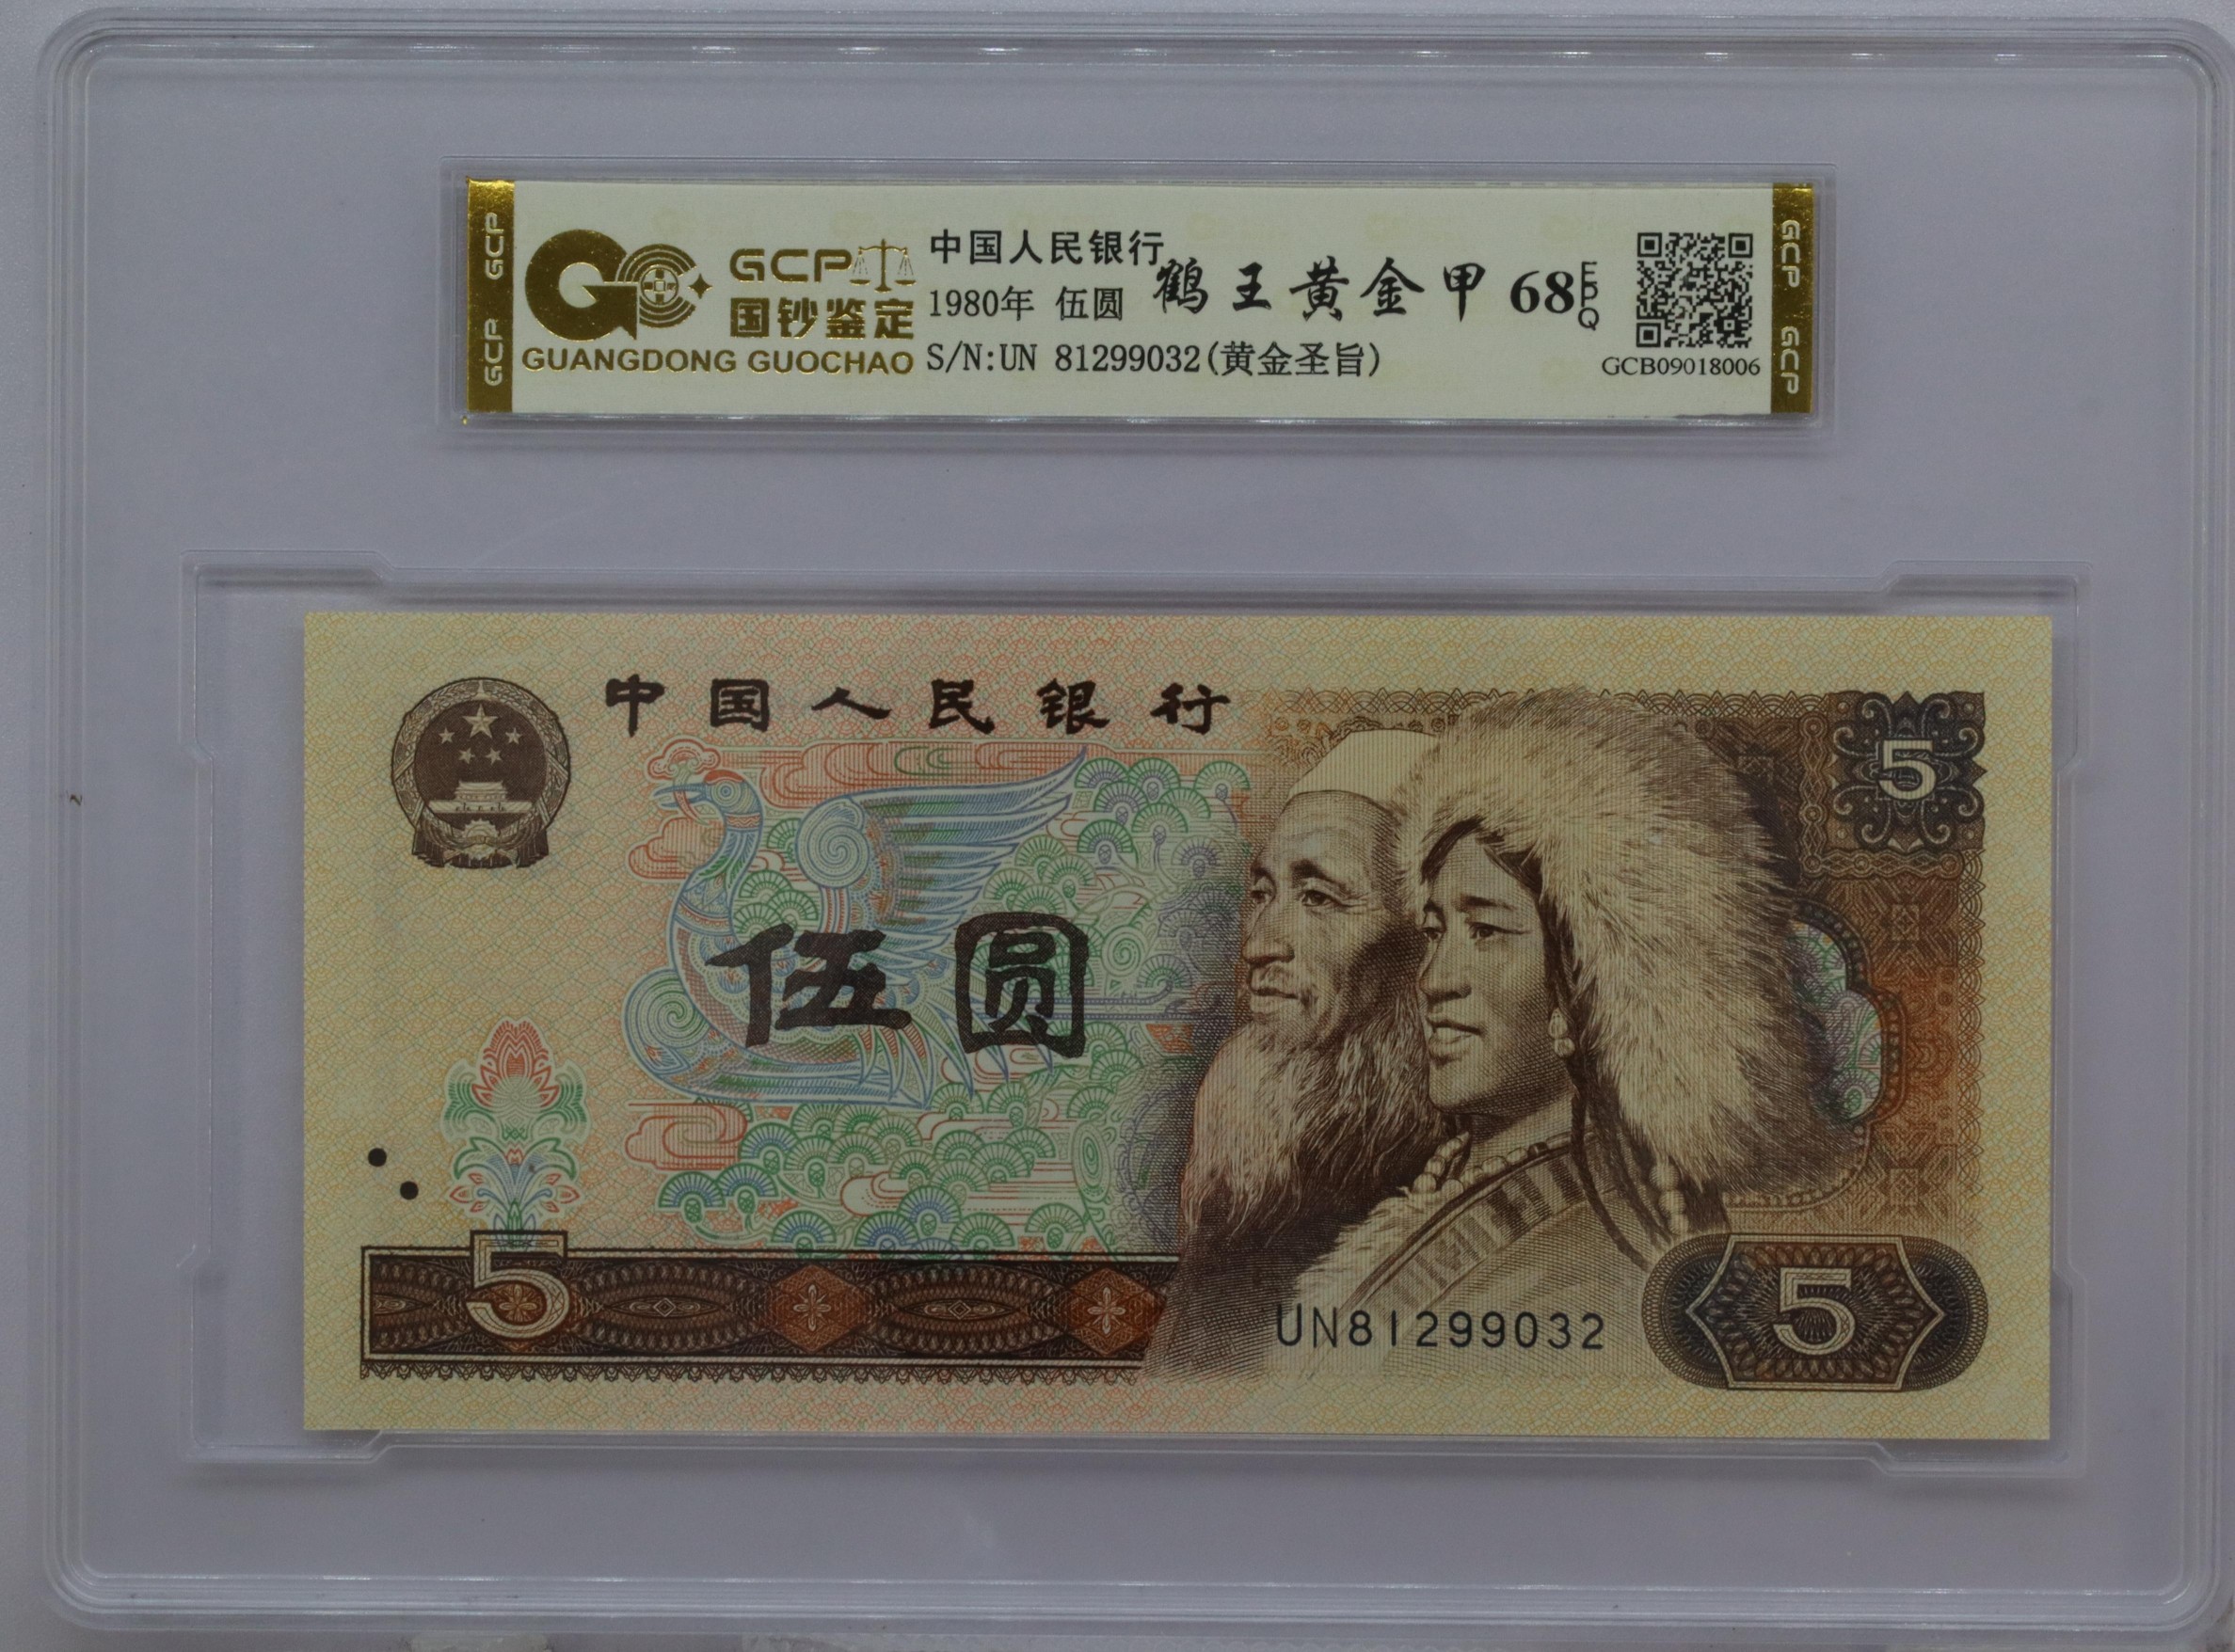 GCP GCP
GCP
国钞鉴定
GUANGDONG GUOCHAO
中国人民银行
1980年 伍圆
鹤王黄金甲 68 EPQ
S/N:UN 81299032(黄金圣旨)
GCB09018006
GCP GCP
中国人民银行
5
伍圆
5
UN81299032
5